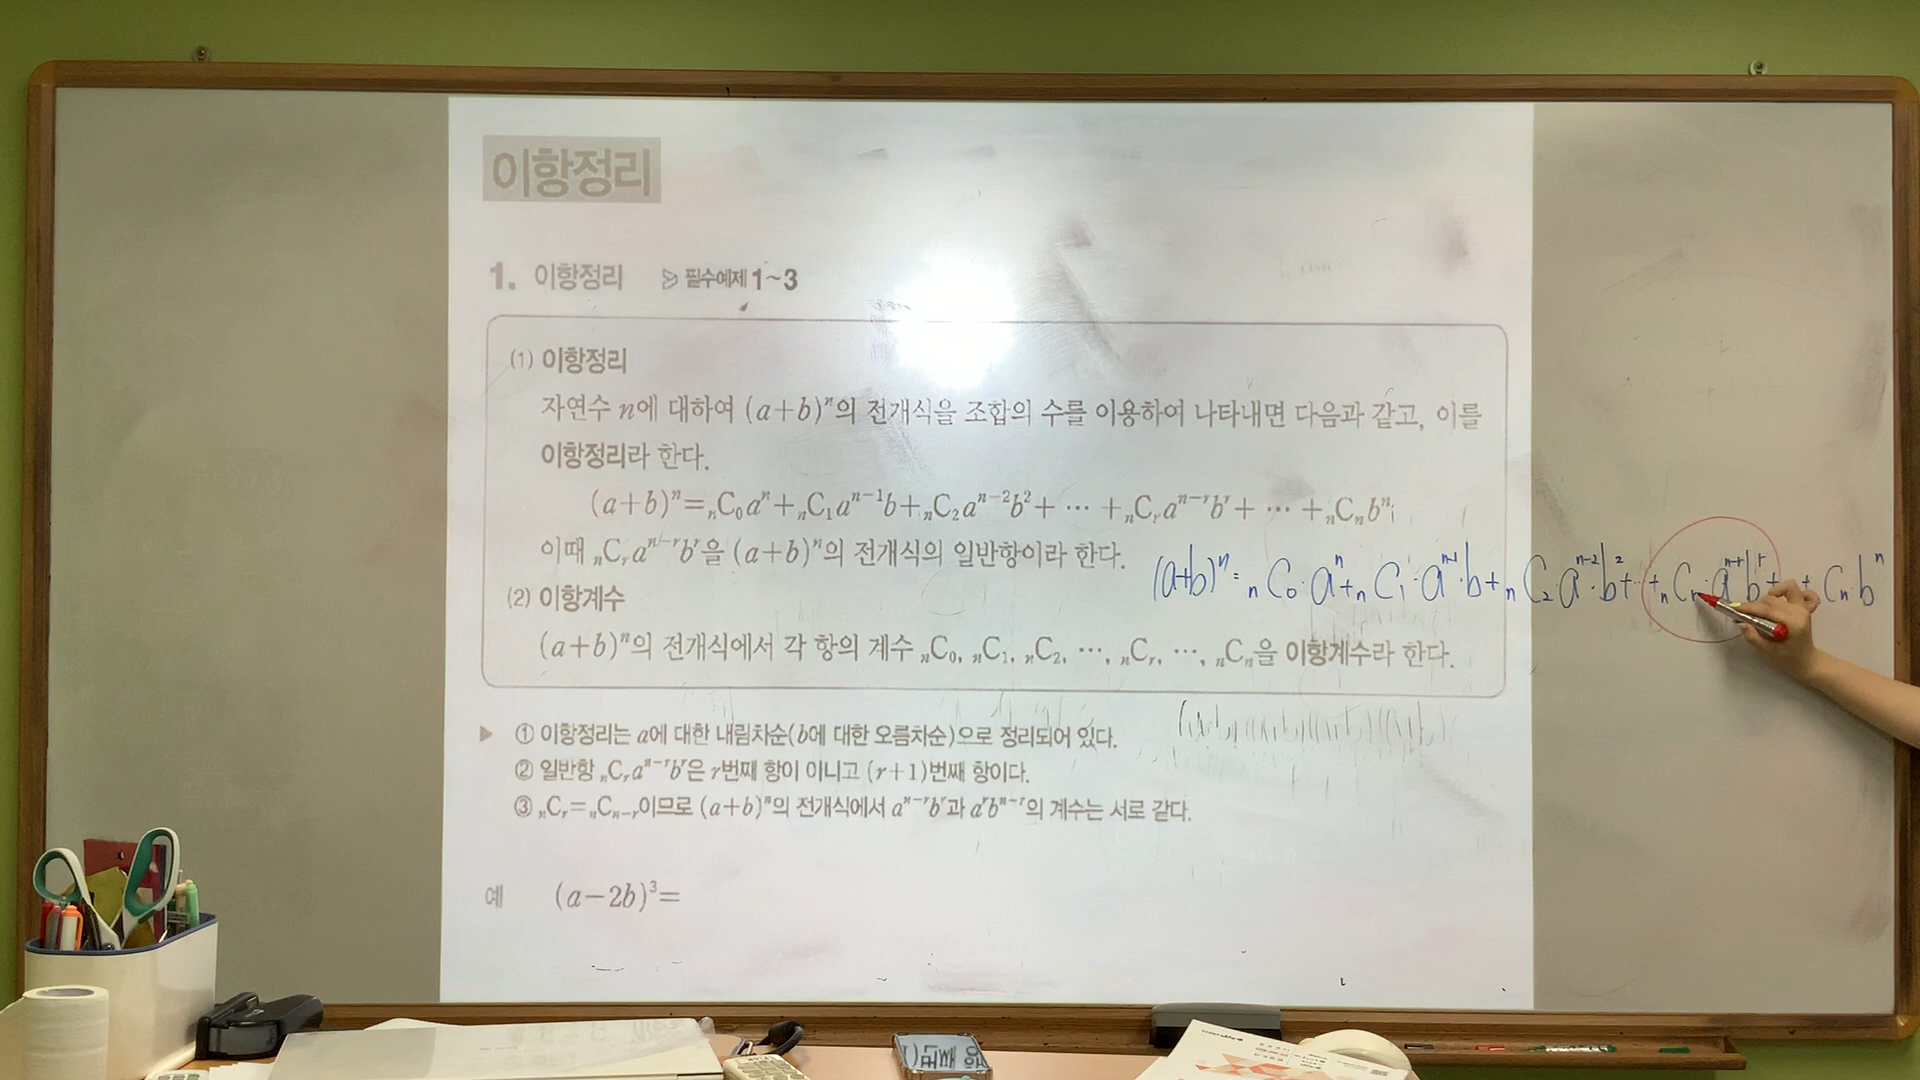 이항정리
1. 이항정리 필수예제 1~3
(1) 이항정리
자연수 n에 대하여 (a+b)ⁿ의 전개식을 조합의 수를 이용하여 나타내면 다음과 같고, 이를
이항정리라 한다.
(a+b)ⁿ=ₙC₀aⁿ+ₙC₁aⁿ⁻¹b+ₙC₂aⁿ⁻²b²+ ⋯ +ₙCᵣaⁿ⁻ʳbʳ+ ⋯ +ₙCₙbⁿ
이때 ₙCᵣaⁿ⁻ʳbʳ을 (a+b)ⁿ의 전개식의 일반항이라 한다.
(a+b)ⁿ = ₙC₀·aⁿ+ₙC₁·aⁿ⁻¹·b+ₙC₂·aⁿ⁻²·b²+⋯+ₙCᵣ·aⁿ⁻ʳbʳ+ + Cₙ·bⁿ
(2) 이항계수
(a+b)ⁿ의 전개식에서 각 항의 계수 ₙC₀, ₙC₁, ₙC₂, ⋯, ₙCᵣ, ⋯, ₙCₙ을 이항계수라 한다.
▶ ① 이항정리는 a에 대한 내림차순(b에 대한 오름차순)으로 정리되어 있다.
② 일반항 ₙCᵣaⁿ⁻ʳbʳ은 r번째 항이 아니고 (r+1)번째 항이다.
③ ₙCᵣ=ₙCₙ₋ᵣ이므로 (a+b)ⁿ의 전개식에서 aⁿ⁻ʳbʳ과 aʳbⁿ⁻ʳ의 계수는 서로 같다.
예 (a−2b)³=